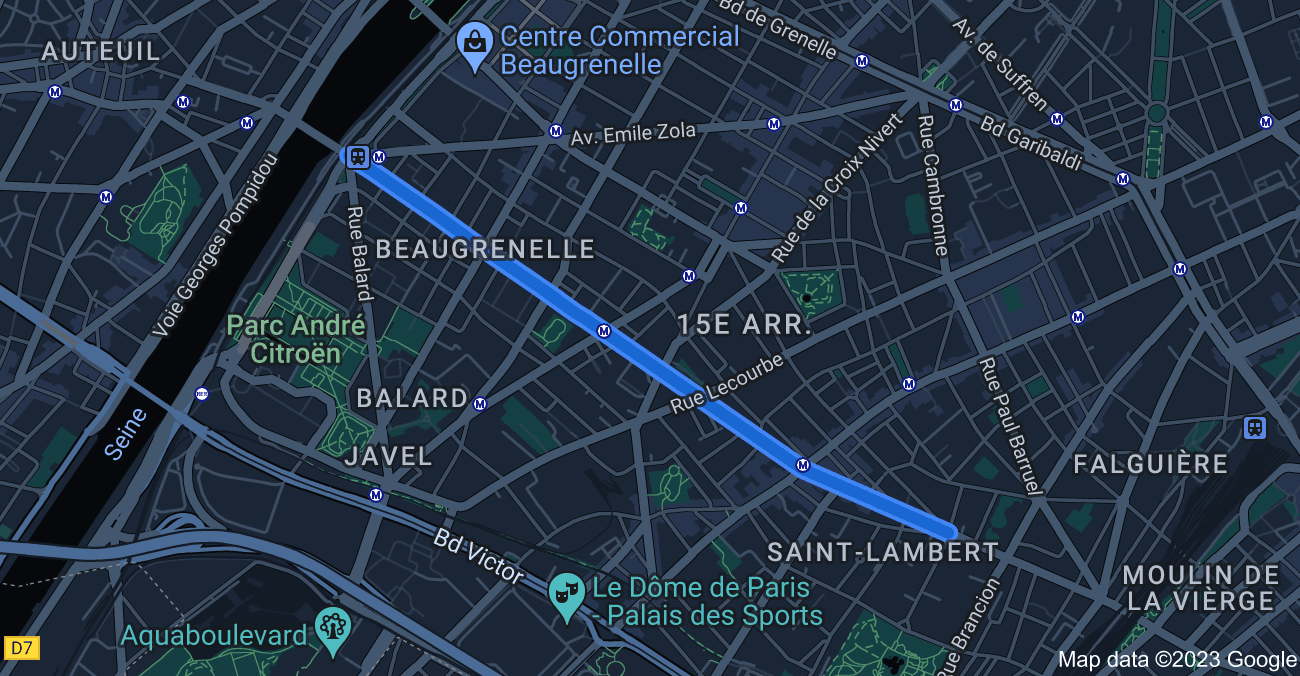 Bd de Grenelle
Av. de Suffren
AUTEUIL
Centre Commercial
Beaugrenelle
Av. Emile Zola
Bd Garibaldi
Rue de la Croix Nivert
Rue Cambronne
Voie Georges Pompidou
Rue Balard
BEAUGRENELLE
Parc André
Citroën
15E ARR.
Rue Lecourbe
BALARD
Rue Paul Barruel
Seine
JAVEL
FALGUIÈRE
Bd Victor
SAINT-LAMBERT
Le Dôme de Paris
- Palais des Sports
MOULIN DE
LA VIÈRGE
Rue Brancion
Aquaboulevard
D7
Map data ©2023 Google